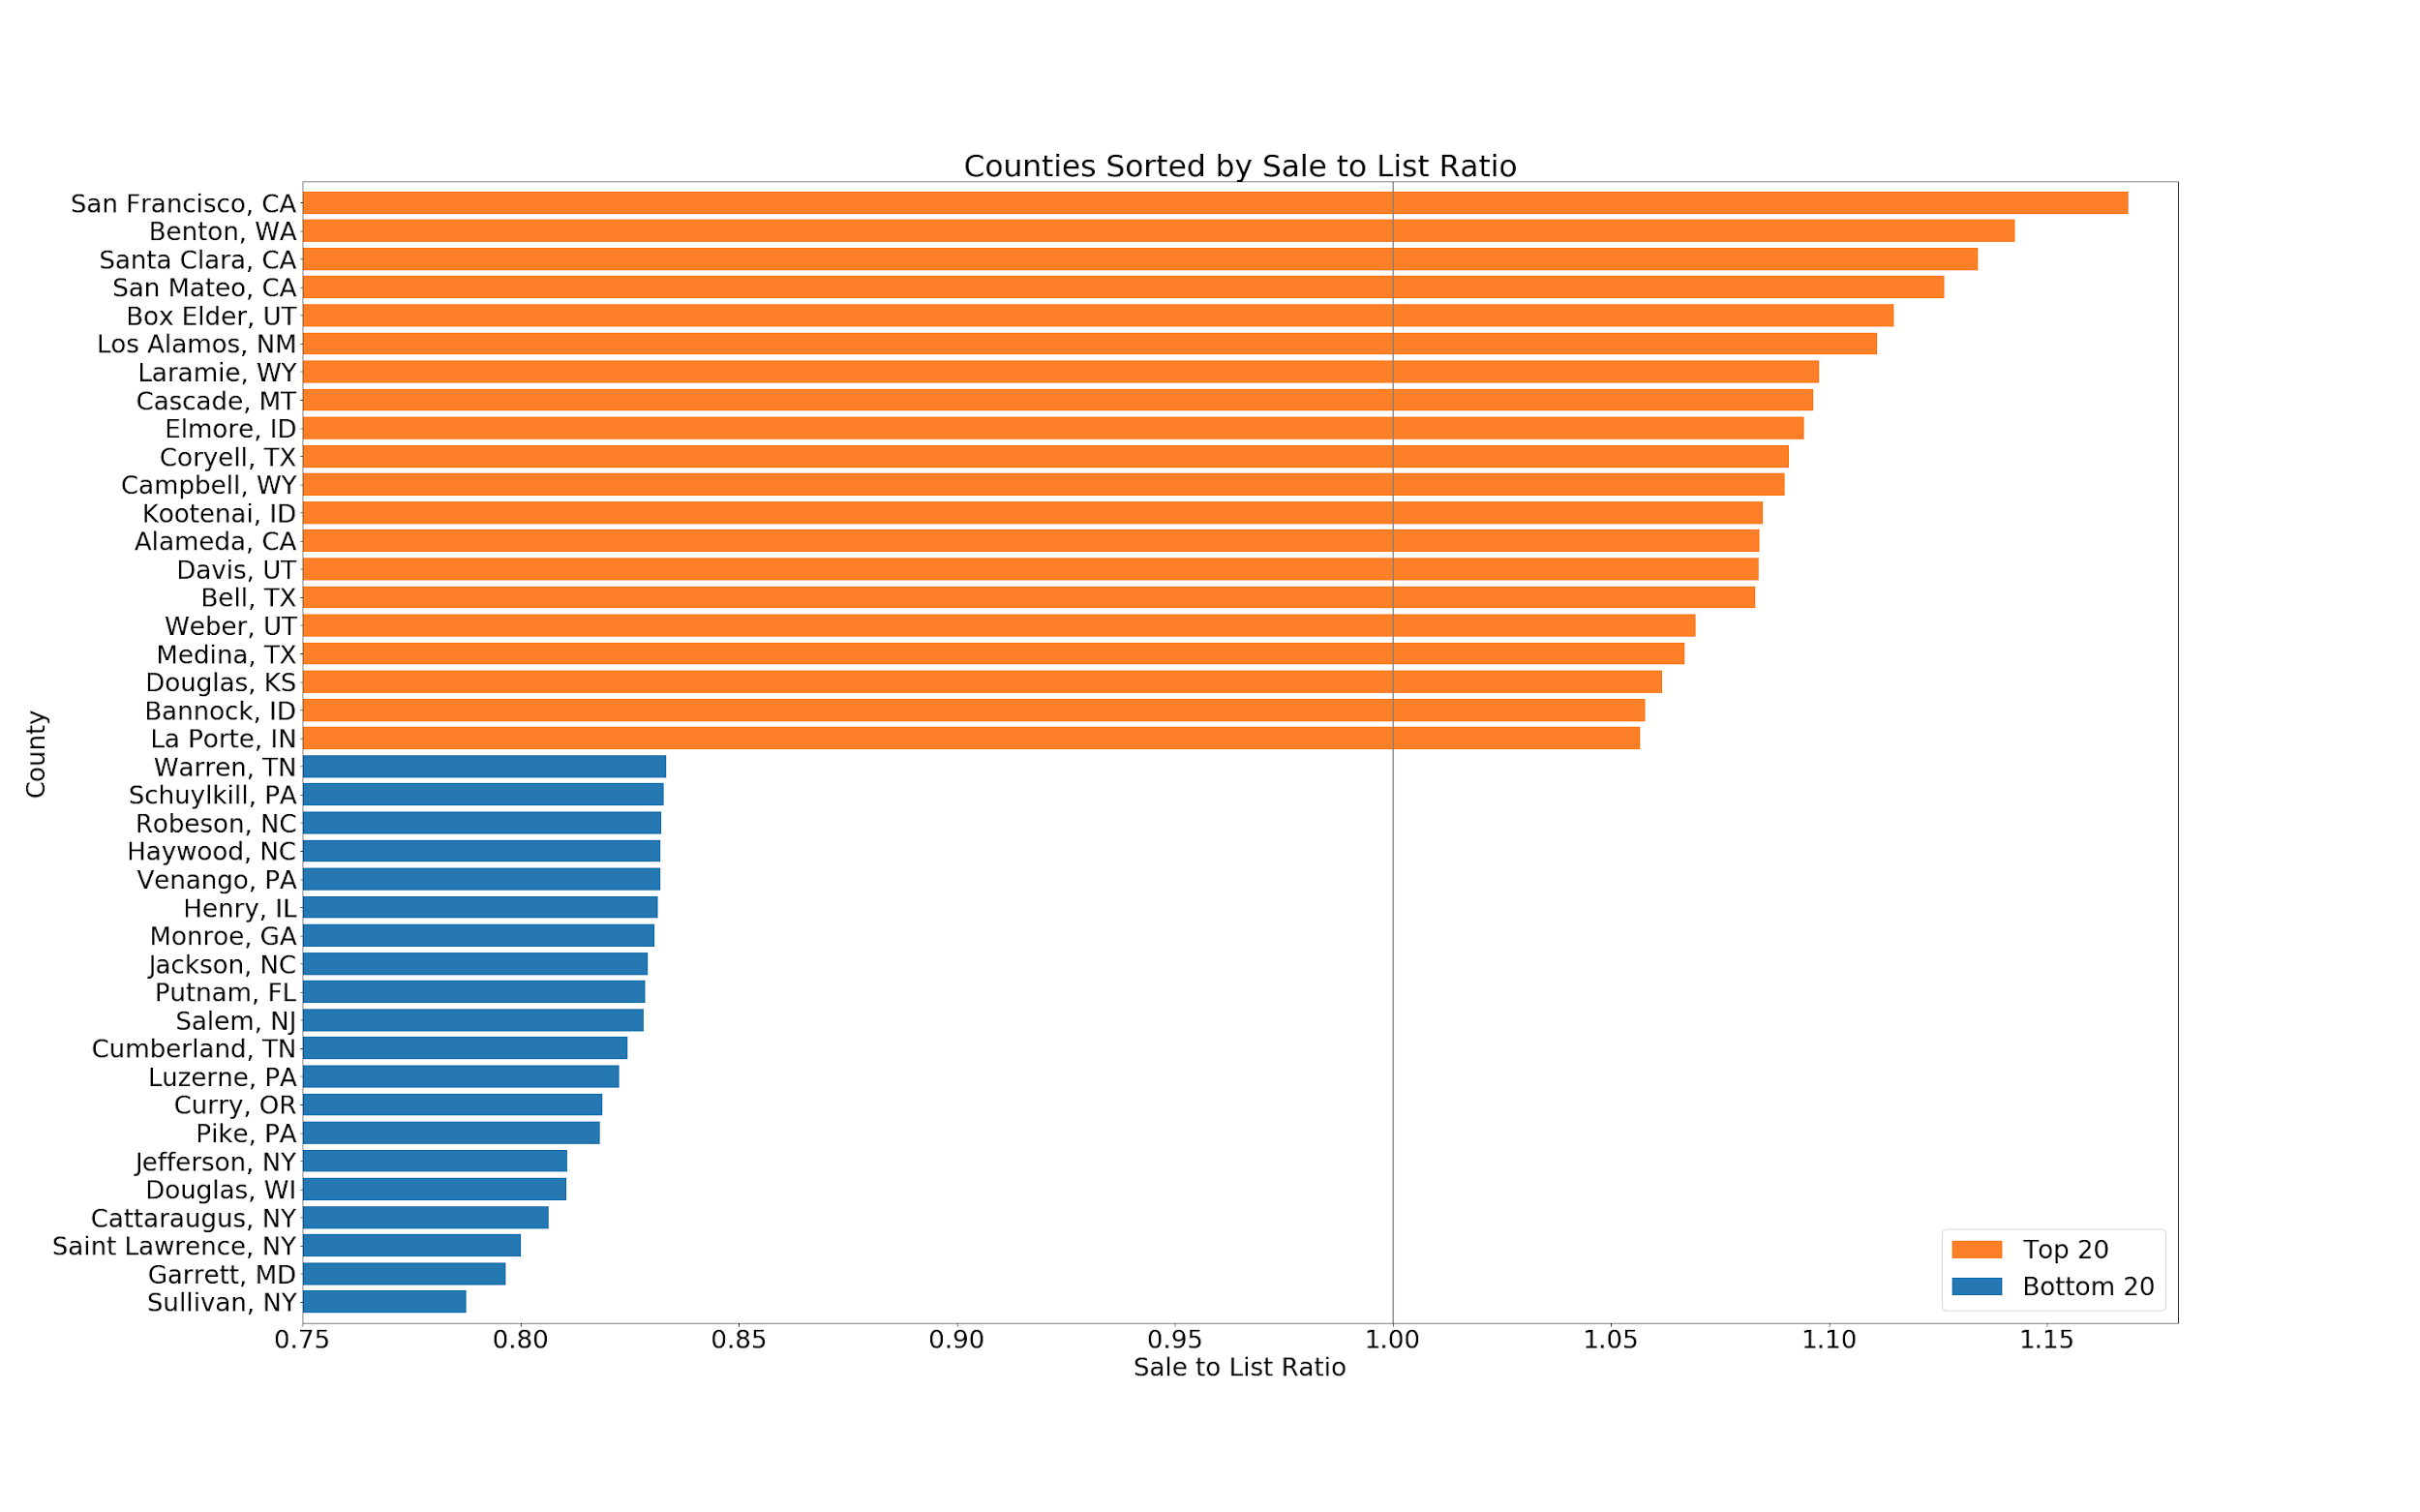 Counties Sorted by Sale to List Ratio
San Francisco, CA
Benton, WA
Santa Clara, CA
San Mateo, CA
Box Elder, UT
Los Alamos, NM
Laramie, WY
Cascade, MT
Elmore, ID
Coryell, TX
Campbell, WY
Kootenai, ID
Alameda, CA
Davis, UT
Bell, TX
Weber, UT
Medina, TX
Douglas, KS
Bannock, ID
La Porte, IN
Warren, TN
Schuylkill, PA
Robeson, NC
Haywood, NC
Venango, PA
Henry, IL
Monroe, GA
Jackson, NC
Putnam, FL
Salem, NJ
Cumberland, TN
Luzerne, PA
Curry, OR
Pike, PA
Jefferson, NY
Douglas, WI
Cattaraugus, NY
Saint Lawrence, NY
Garrett, MD
Sullivan, NY
County
Top 20
Bottom 20
0.75 0.80 0.85 0.90 0.95 1.00 1.05 1.10 1.15
Sale to List Ratio